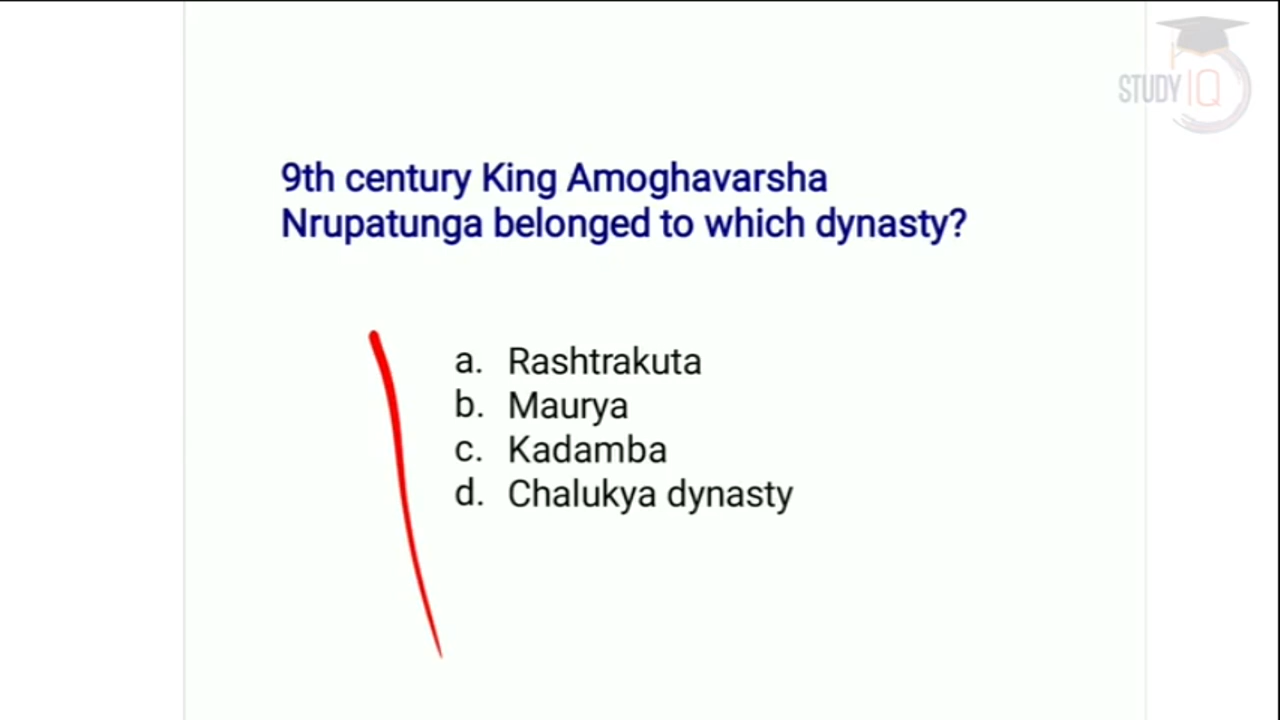 STUDY IQ
9th century King Amoghavarsha
Nrupatunga belonged to which dynasty?
a. Rashtrakuta
b. Maurya
c. Kadamba
d. Chalukya dynasty